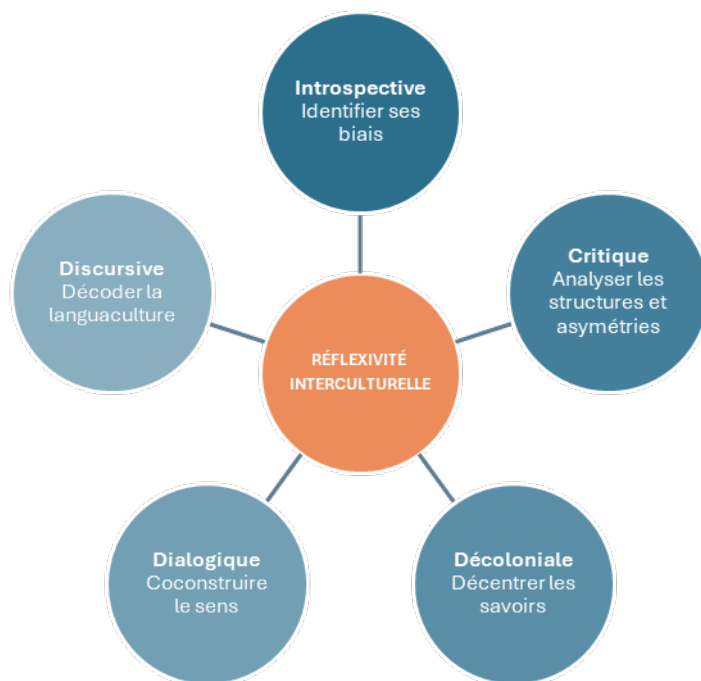 Introspective
Identifier ses
biais
Critique
Analyser les
structures et
asymétries
Décoloniale
Décentrer les
savoirs
Dialogique
Coconstruire
le sens
Discursive
Décoder la
languaculture
RÉFLEXIVITÉ
INTERCULTURELLE